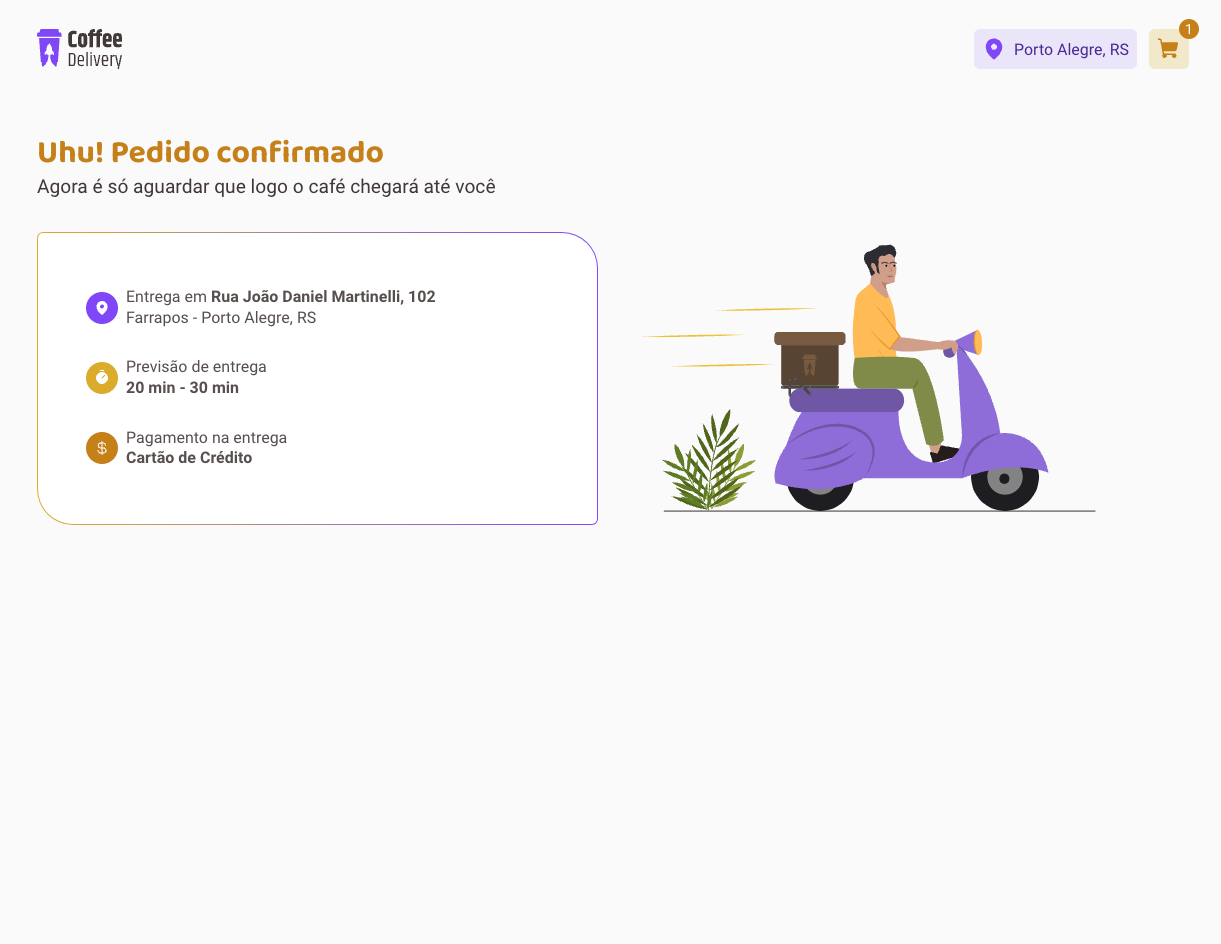 Coffee
Delivery
Porto Alegre, RS
1
Uhu! Pedido confirmado
Agora é só aguardar que logo o café chegará até você
Entrega em Rua João Daniel Martinelli, 102
Farrapos - Porto Alegre, RS
Previsão de entrega
20 min - 30 min
$
Pagamento na entrega
Cartão de Crédito